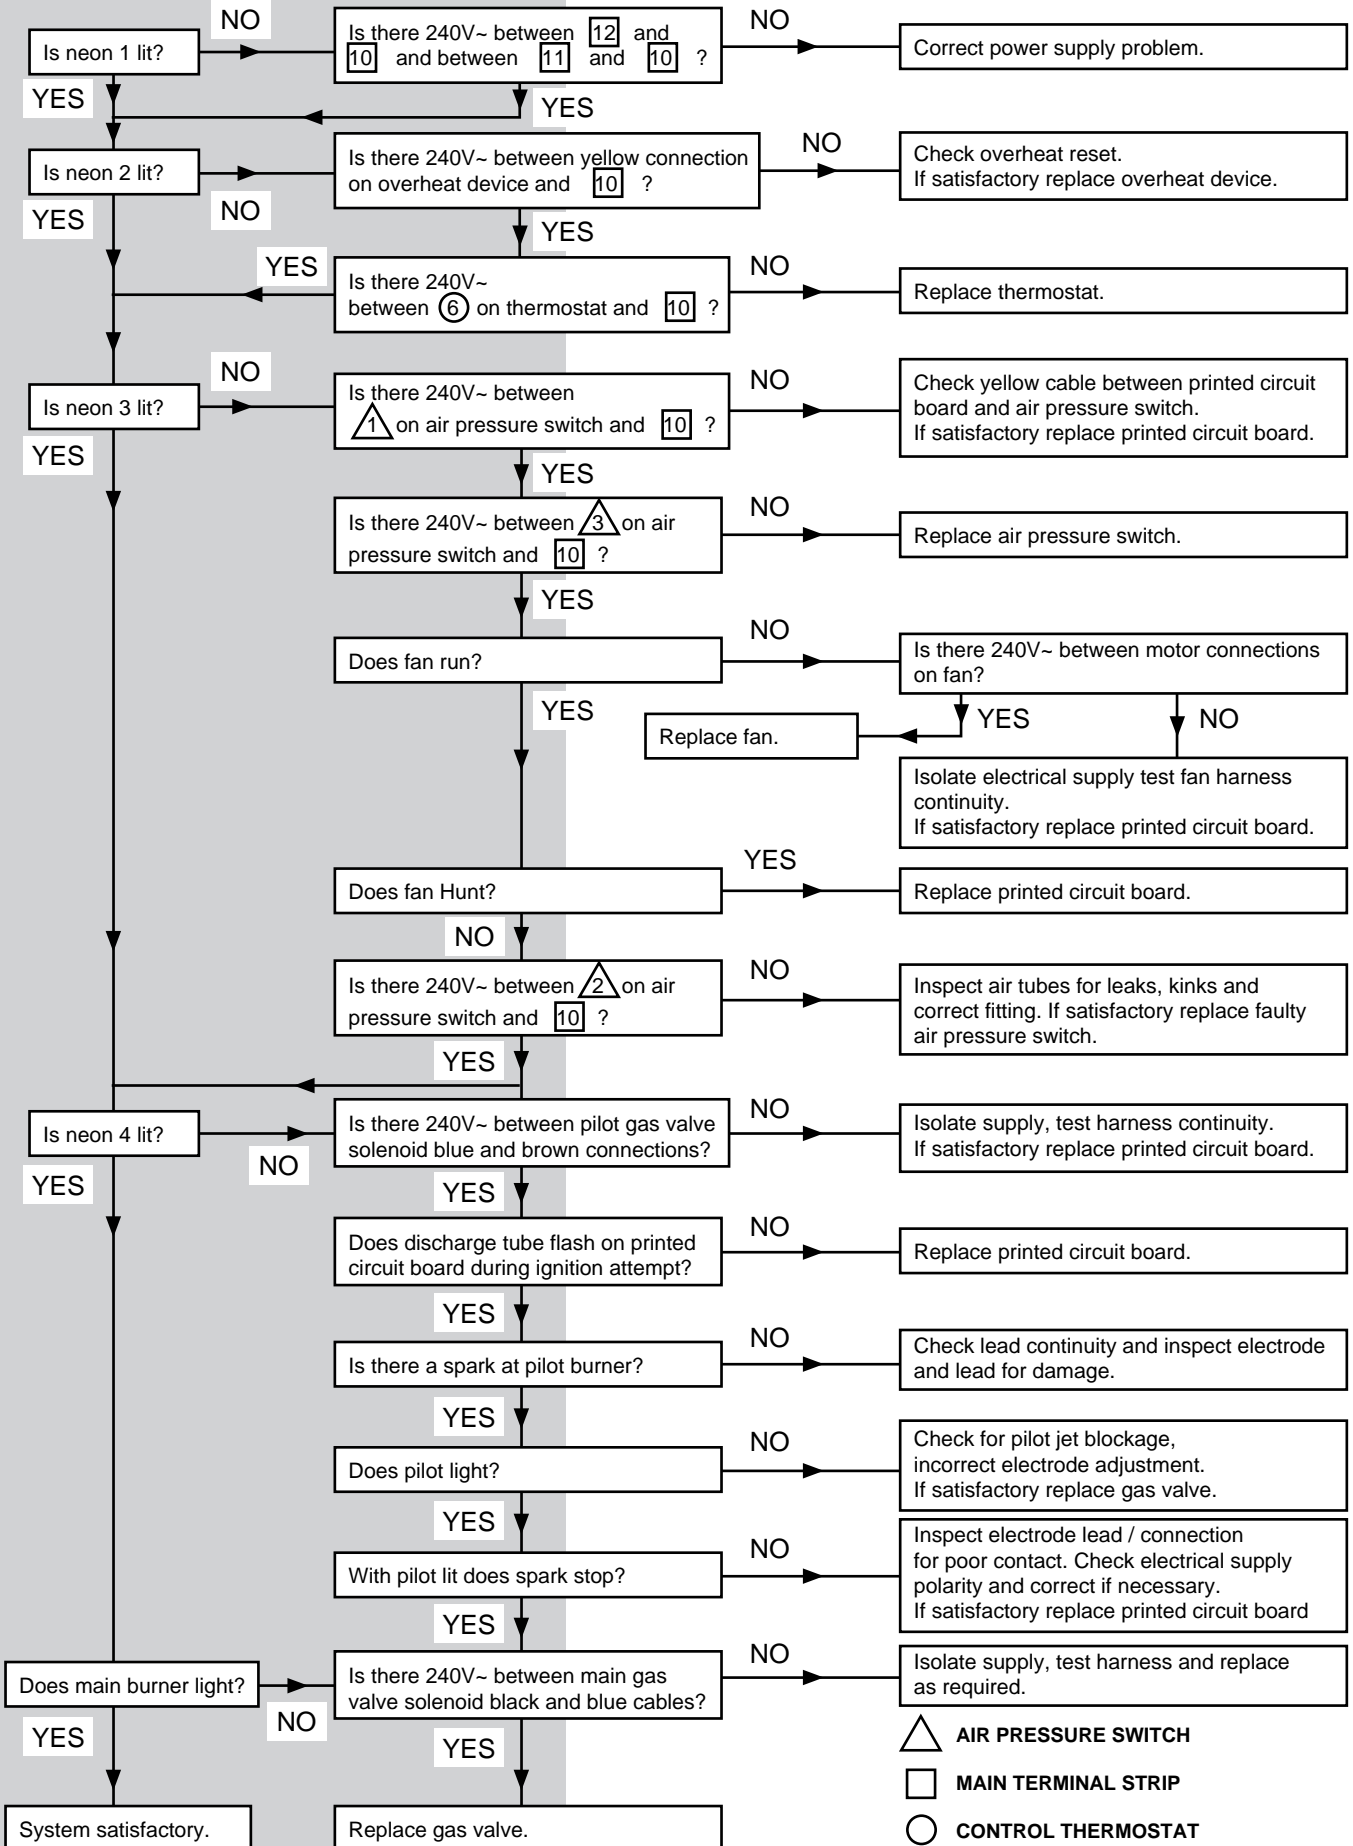 NO
NO
Is neon 1 lit?
Is there 240V~ between 12 and
10 and between 11 and 10 ?
Correct power supply problem.
YES
YES
Is neon 2 lit?
Is there 240V~ between yellow connection
on overheat device and 10 ?
NO
Check overheat reset.
If satisfactory replace overheat device.
YES
NO
YES
YES
Is there 240V~
between 6 on thermostat and 10 ?
NO
Replace thermostat.
NO
Is neon 3 lit?
Is there 240V~ between
1 on air pressure switch and 10 ?
NO
Check yellow cable between printed circuit
board and air pressure switch.
If satisfactory replace printed circuit board.
YES
YES
Is there 240V~ between 3 on air
pressure switch and 10 ?
NO
Replace air pressure switch.
YES
Does fan run?
NO
Is there 240V~ between motor connections
on fan?
YES
YES
NO
Replace fan.
Isolate electrical supply test fan harness
continuity.
If satisfactory replace printed circuit board.
Does fan Hunt?
YES
Replace printed circuit board.
NO
Is there 240V~ between 2 on air
pressure switch and 10 ?
NO
Inspect air tubes for leaks, kinks and
correct fitting. If satisfactory replace faulty
air pressure switch.
YES
Is neon 4 lit?
NO
Is there 240V~ between pilot gas valve
solenoid blue and brown connections?
NO
Isolate supply, test harness continuity.
If satisfactory replace printed circuit board.
YES
YES
Does discharge tube flash on printed
circuit board during ignition attempt?
NO
Replace printed circuit board.
YES
Is there a spark at pilot burner?
NO
Check lead continuity and inspect electrode
and lead for damage.
YES
Does pilot light?
NO
Check for pilot jet blockage,
incorrect electrode adjustment.
If satisfactory replace gas valve.
YES
With pilot lit does spark stop?
NO
Inspect electrode lead / connection
for poor contact. Check electrical supply
polarity and correct if necessary.
If satisfactory replace printed circuit board
YES
Does main burner light?
NO
Is there 240V~ between main gas
valve solenoid black and blue cables?
NO
Isolate supply, test harness and replace
as required.
YES
YES
System satisfactory.
Replace gas valve.
AIR PRESSURE SWITCH
MAIN TERMINAL STRIP
CONTROL THERMOSTAT